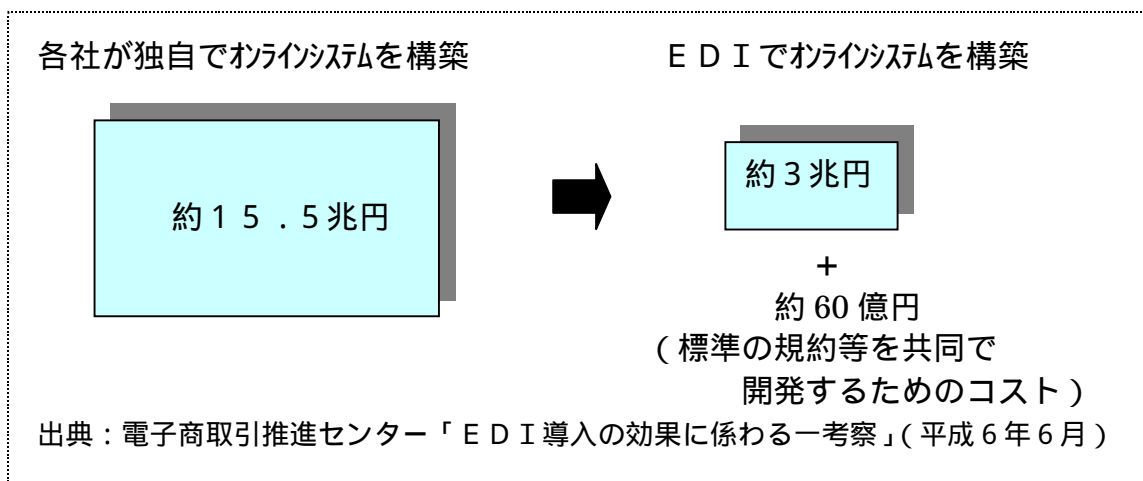 各社が独自でｵﾝﾗｲﾝｼｽﾃﾑを構築
ＥＤＩでｵﾝﾗｲﾝｼｽﾃﾑを構築
約１５．５兆円
約３兆円
＋
約 60 億円
（標準の規約等を共同で
開発するためのコスト）
出典：電子商取引推進センター「ＥＤＩ導入の効果に係わる一考察」（平成６年６月）